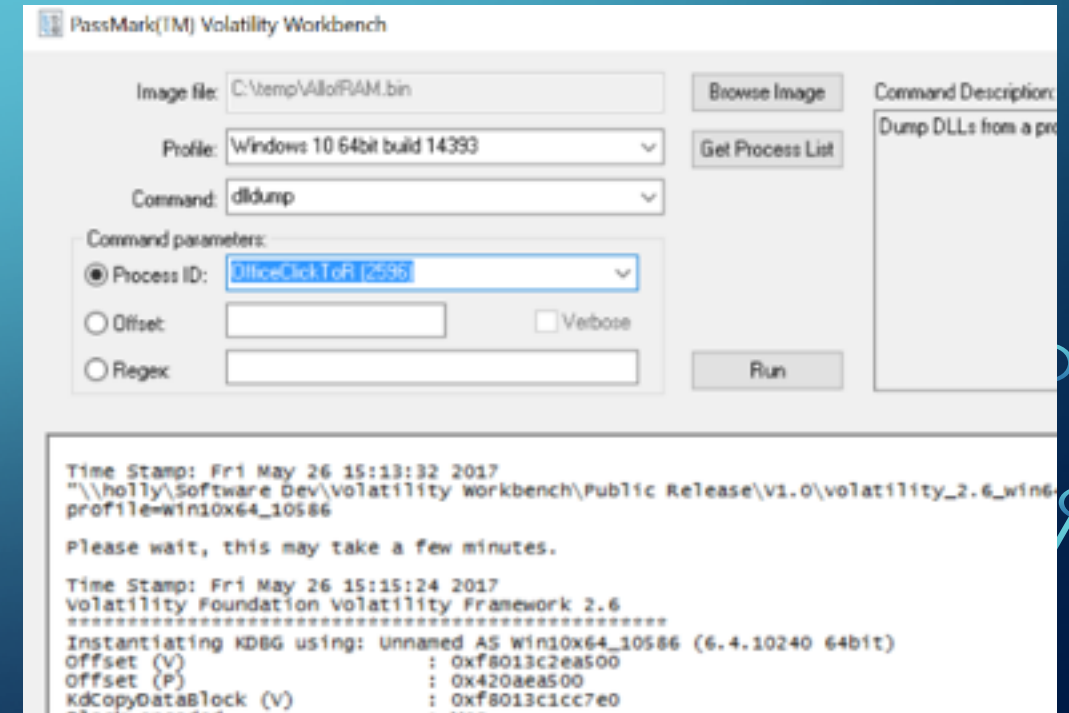 PassMark(TM) Volatility Workbench
Image file: C:\temp\AllofRAM.bin
Browse Image
Command Description:
Profile: Windows 10 64bit build 14393
Get Process List
Dump DLLs from a pro
Command: dlldump
Command parameters:
Process ID: OfficeClickToR (2596)
Offset:
Verbose
Regex:
Run
Time Stamp: Fri May 26 15:13:32 2017
"\\holly\Software Dev\Volatility Workbench\Public Release\V1.0\volatility_2.6_win6
profile=Win10x64_10586
Please wait, this may take a few minutes.
Time Stamp: Fri May 26 15:15:24 2017
Volatility Foundation Volatility Framework 2.6
**************************************************
Instantiating KDBG using: Unnamed AS Win10x64_10586 (6.4.10240 64bit)
Offset (V) : 0xf8013c2ea500
Offset (P) : 0x420aea500
KdCopyDataBlock (V) : 0xf8013c1cc7e0